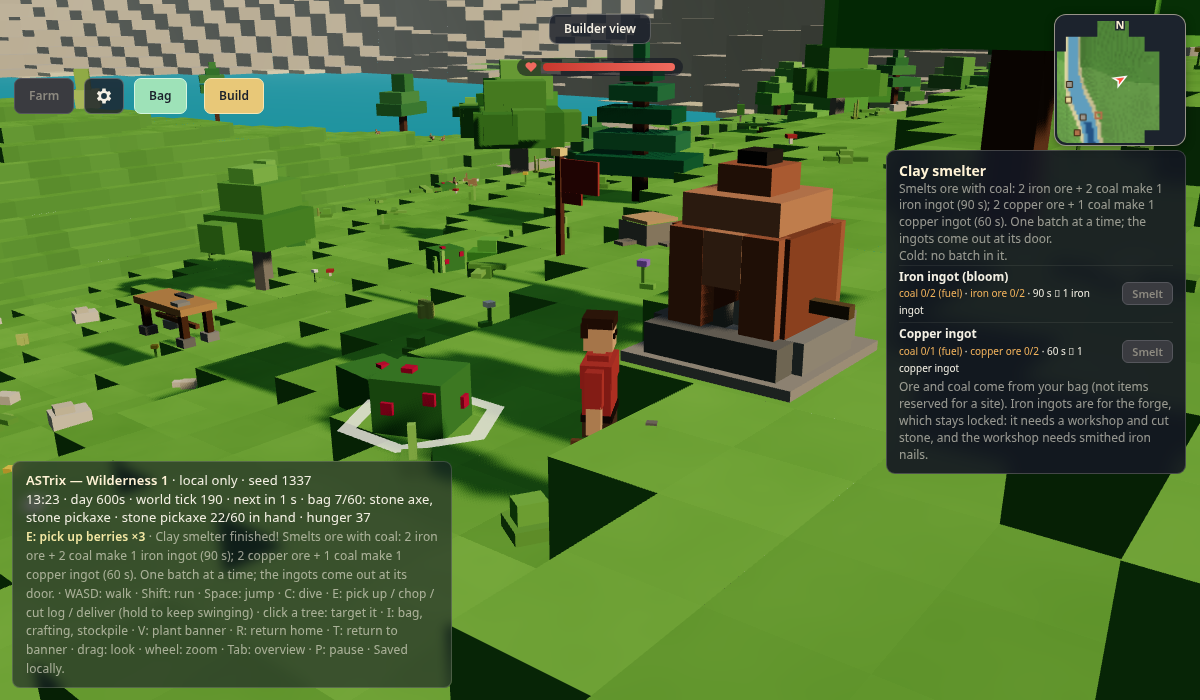 Builder view
N
Farm
Bag
Build
Clay smelter
Smelts ore with coal: 2 iron ore + 2 coal make 1
iron ingot (90 s); 2 copper ore + 1 coal make 1
copper ingot (60 s). One batch at a time; the
ingots come out at its door.
Cold: no batch in it.
Iron ingot (bloom)
coal 0/2 (fuel) · iron ore 0/2 · 90 s ▯ 1 iron
ingot
Smelt
Copper ingot
coal 0/1 (fuel) · copper ore 0/2 · 60 s ▯ 1
copper ingot
Smelt
Ore and coal come from your bag (not items
reserved for a site). Iron ingots are for the forge,
which stays locked: it needs a workshop and cut
stone, and the workshop needs smithed iron
nails.
ASTrix — Wilderness 1 · local only · seed 1337
13:23 · day 600s · world tick 190 · next in 1 s · bag 7/60: stone axe,
stone pickaxe · stone pickaxe 22/60 in hand · hunger 37
E: pick up berries ×3 · Clay smelter finished! Smelts ore with coal: 2 iron
ore + 2 coal make 1 iron ingot (90 s); 2 copper ore + 1 coal make 1
copper ingot (60 s). One batch at a time; the ingots come out at its
door. · WASD: walk · Shift: run · Space: jump · C: dive · E: pick up / chop /
cut log / deliver (hold to keep swinging) · click a tree: target it · I: bag,
crafting, stockpile · V: plant banner · R: return home · T: return to
banner · drag: look · wheel: zoom · Tab: overview · P: pause · Saved
locally.